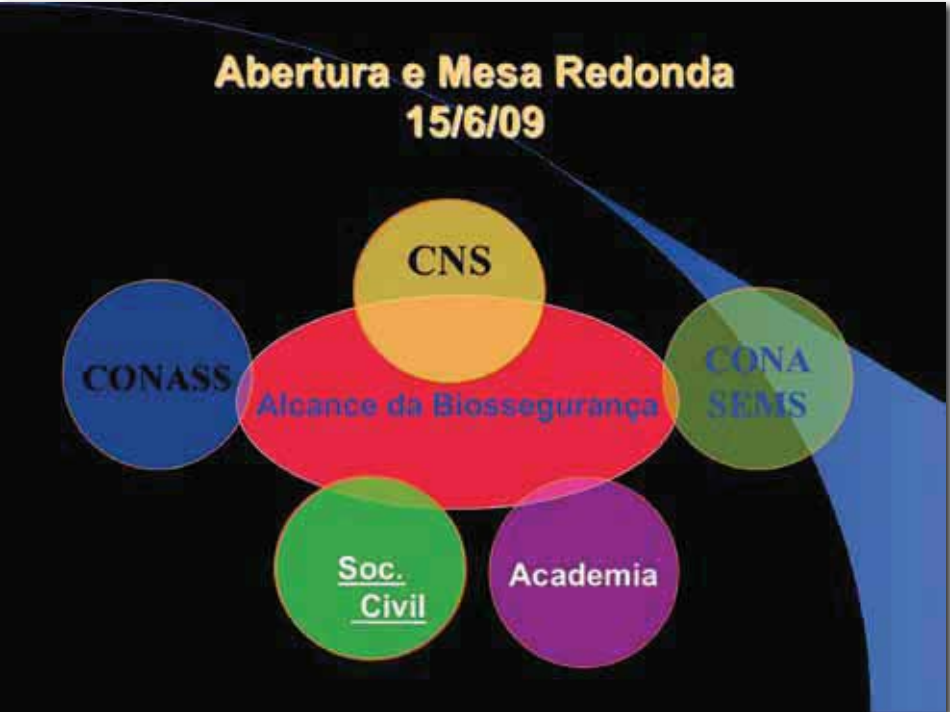 Abertura e Mesa Redonda
15/6/09
CNS
CONASS
CONA
SEMS
Alcance da Biossegurança
Soc.
Civil
Academia